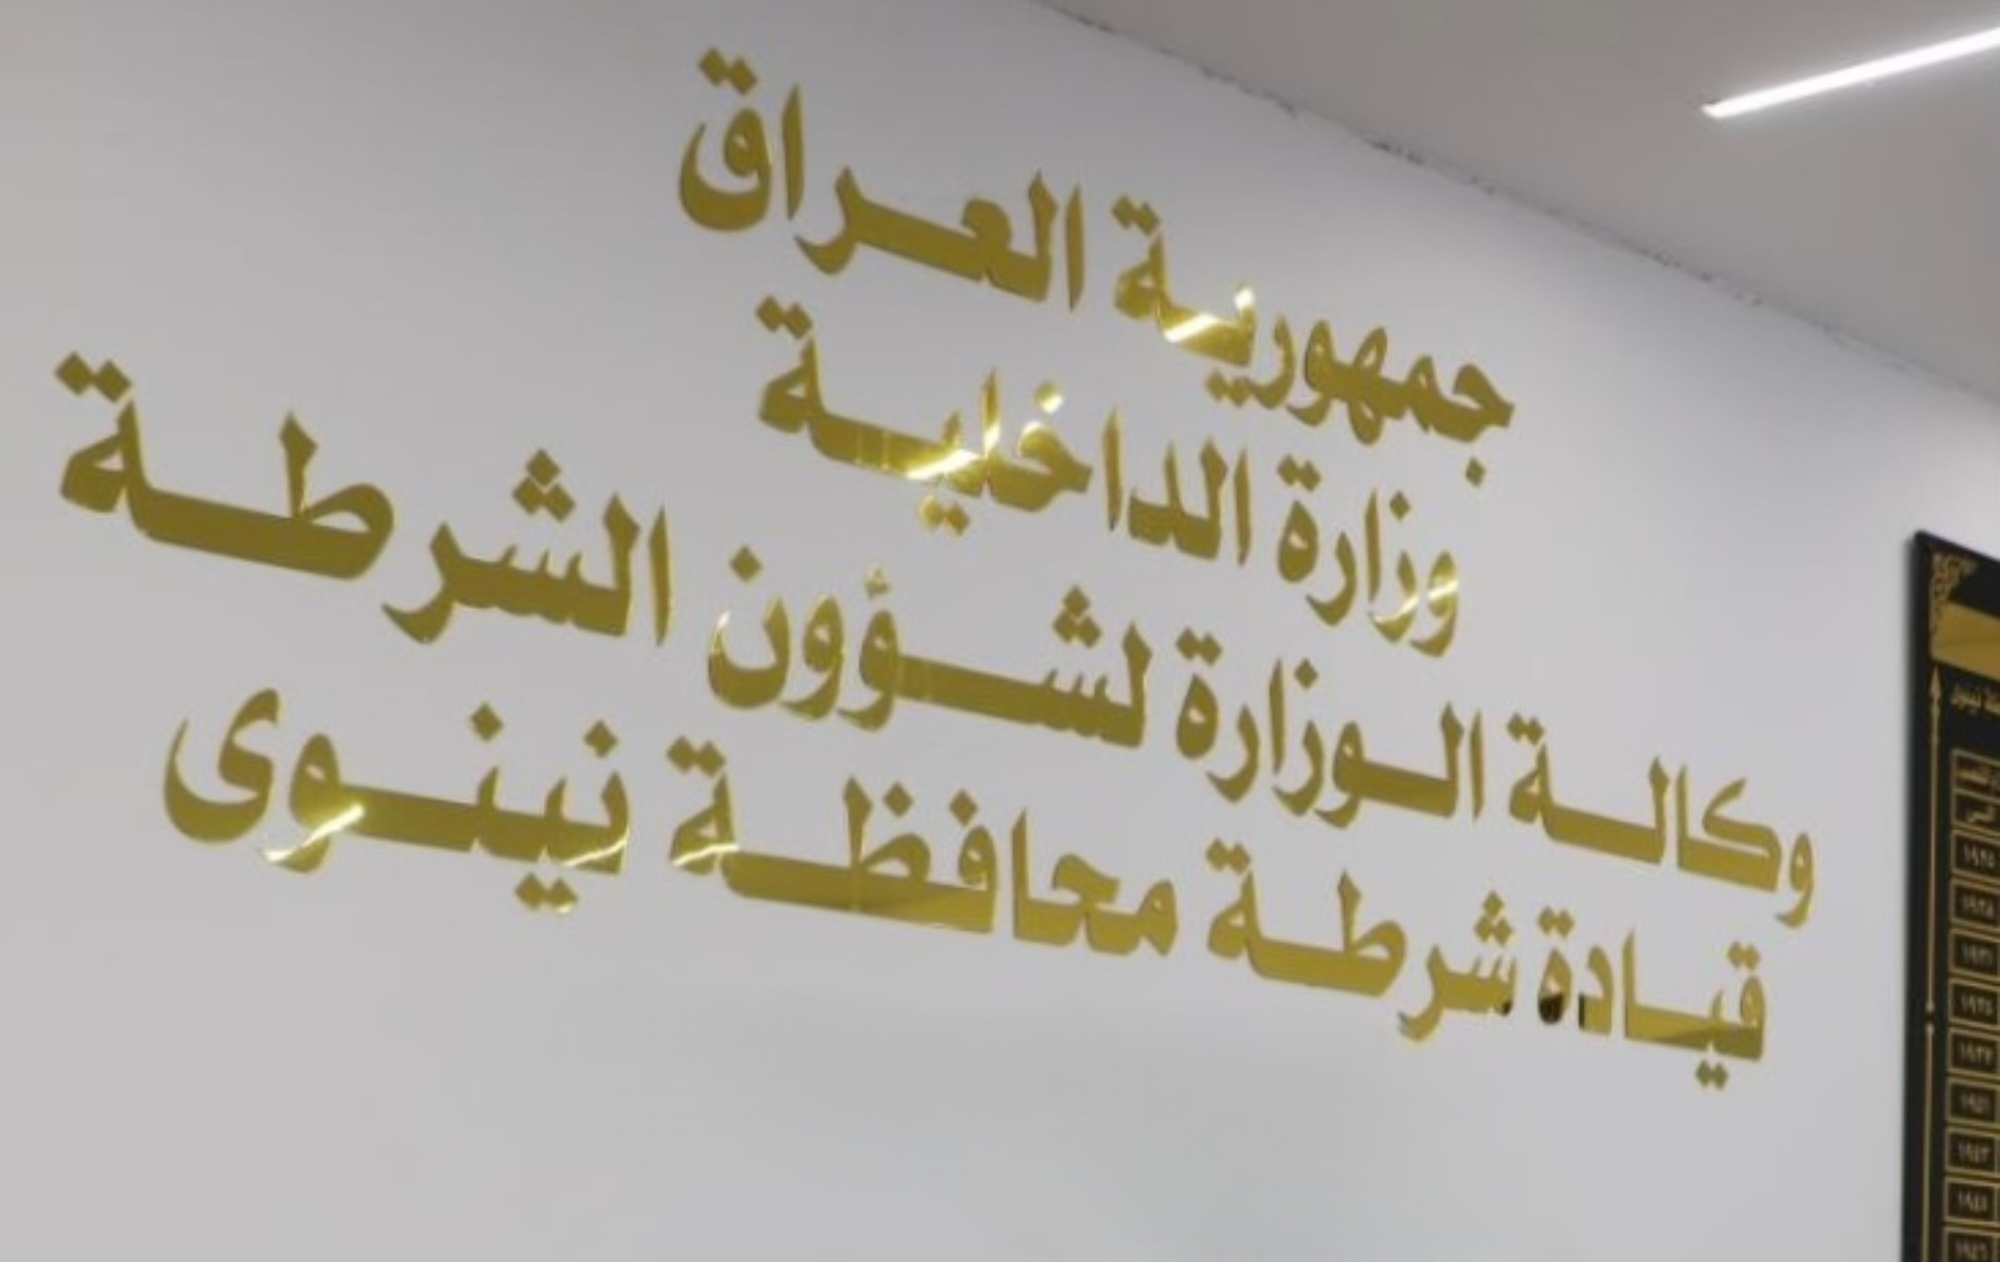 جمهورية العراق
وزارة الداخلية
وكالة الوزارة لشؤون الشرطة
قيادة شرطة محافظة نينوى